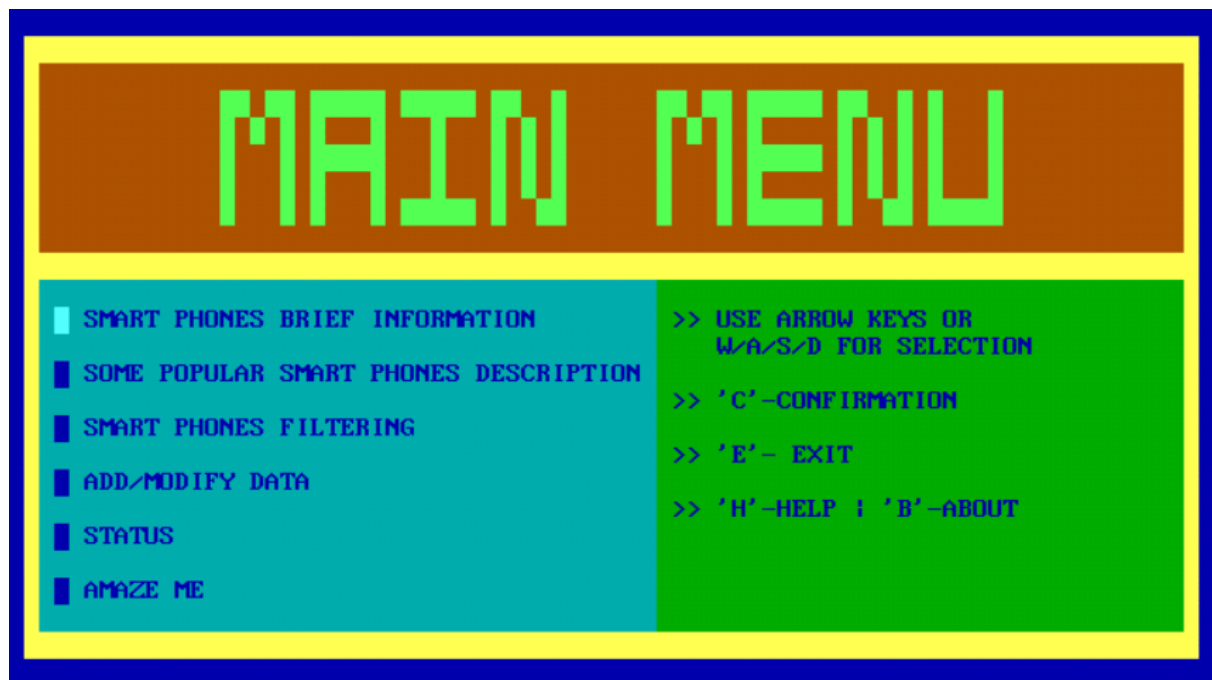 MAIN MENU
SMART PHONES BRIEF INFORMATION
SOME POPULAR SMART PHONES DESCRIPTION
SMART PHONES FILTERING
ADD/MODIFY DATA
STATUS
AMAZE ME
>> USE ARROW KEYS OR
W/A/S/D FOR SELECTION
>> 'C'-CONFIRMATION
>> 'E'- EXIT
>> 'H'-HELP ¦ 'B'-ABOUT